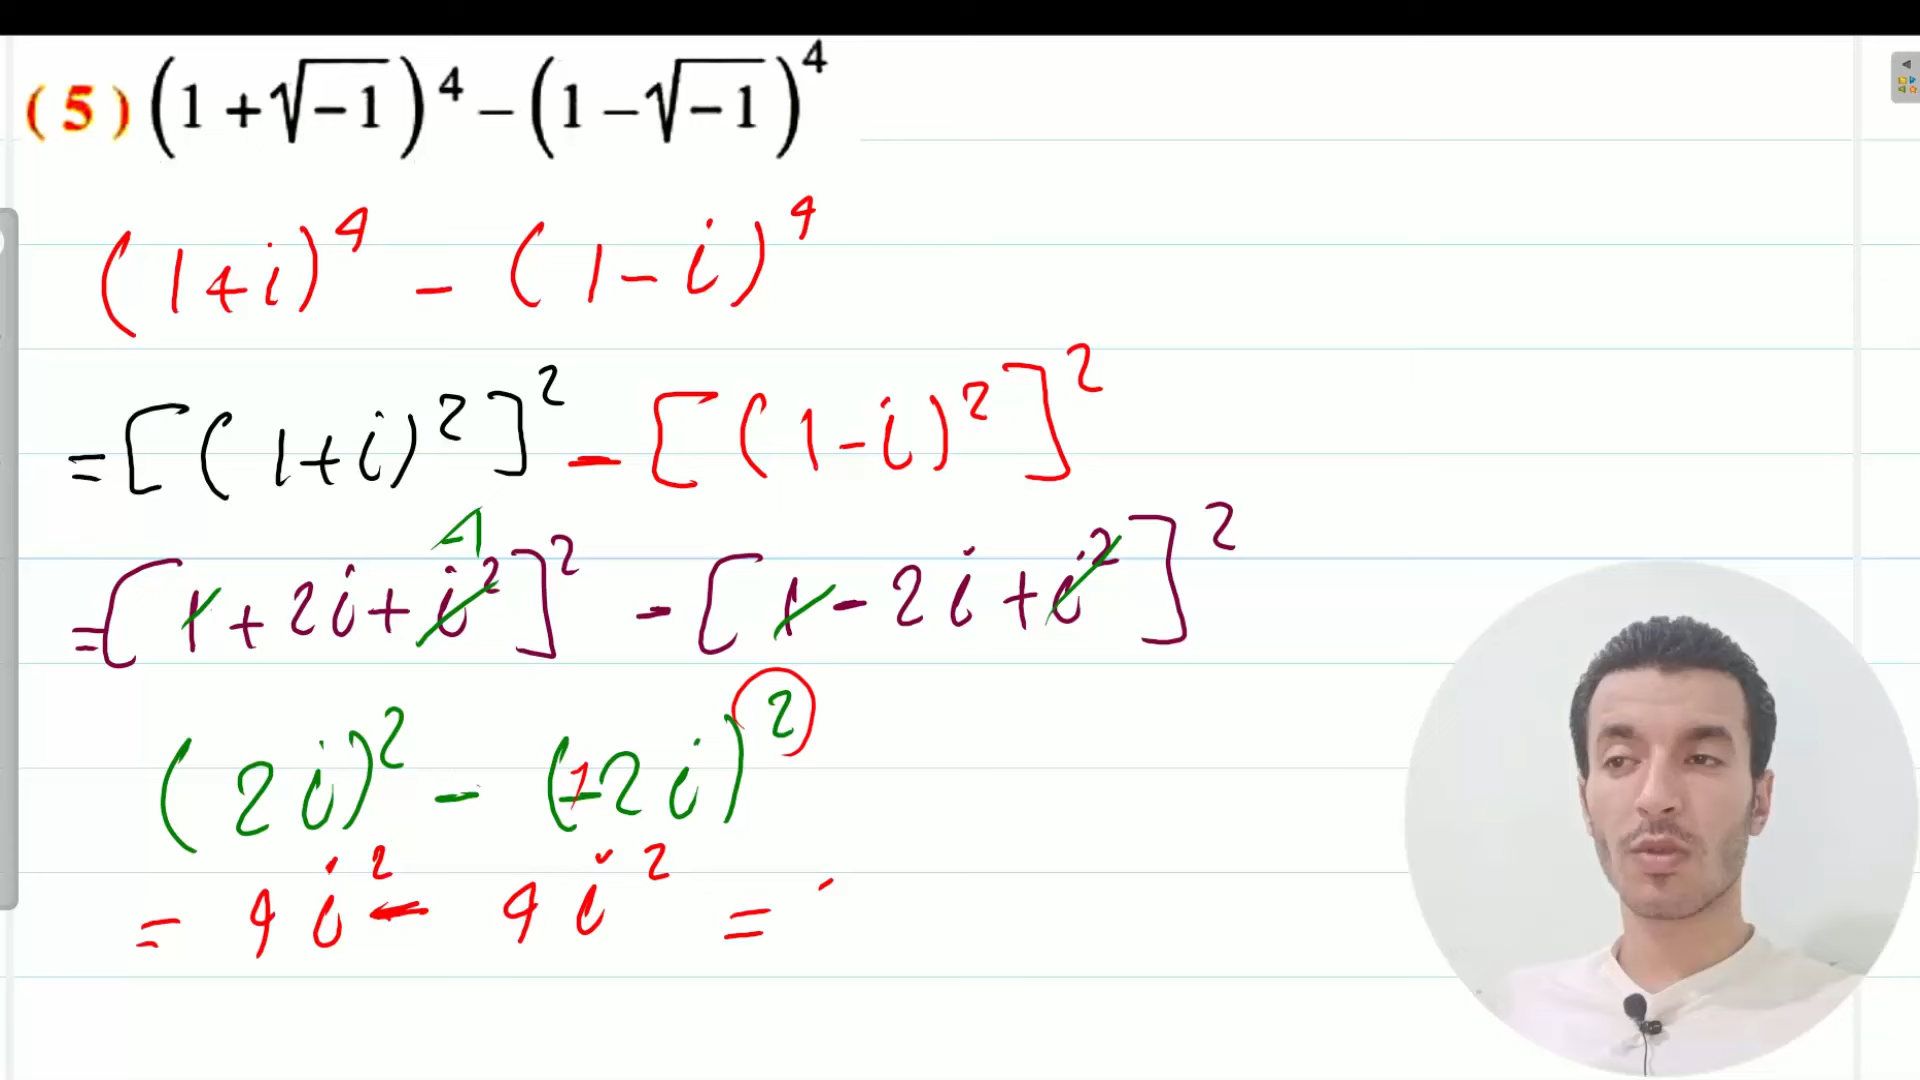 (5) (1 + √-1)⁴ – (1 – √-1)⁴
(1+i)⁴ - (1-i)⁴
= [(1+i)²]² - [(1-i)²]²
= [1+2i+i²]² - [1-2i+i²]²
(2i)² - (-2i)²
= 4i² - 4i² =